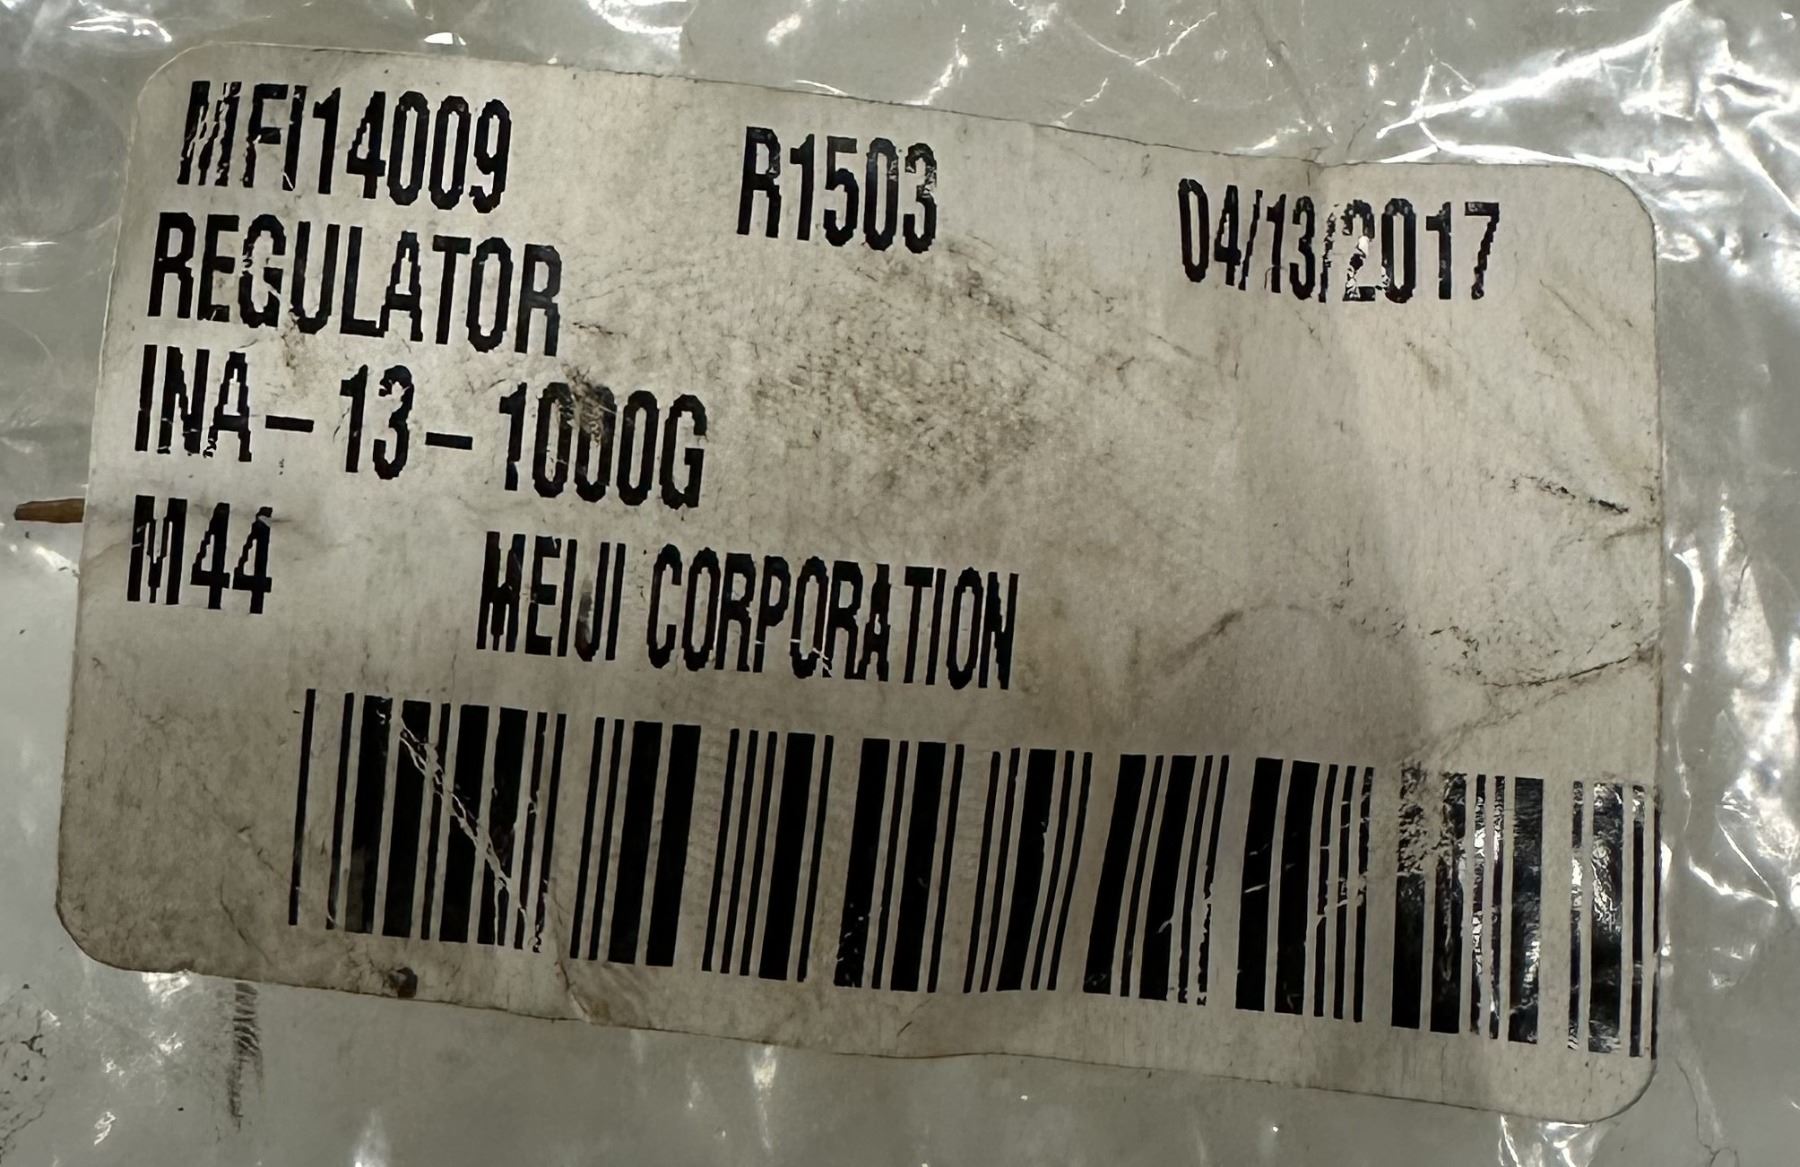 MFI14009 R1503 04/13/2017
REGULATOR
INA-13-1000G
M44 MEIJI CORPORATION